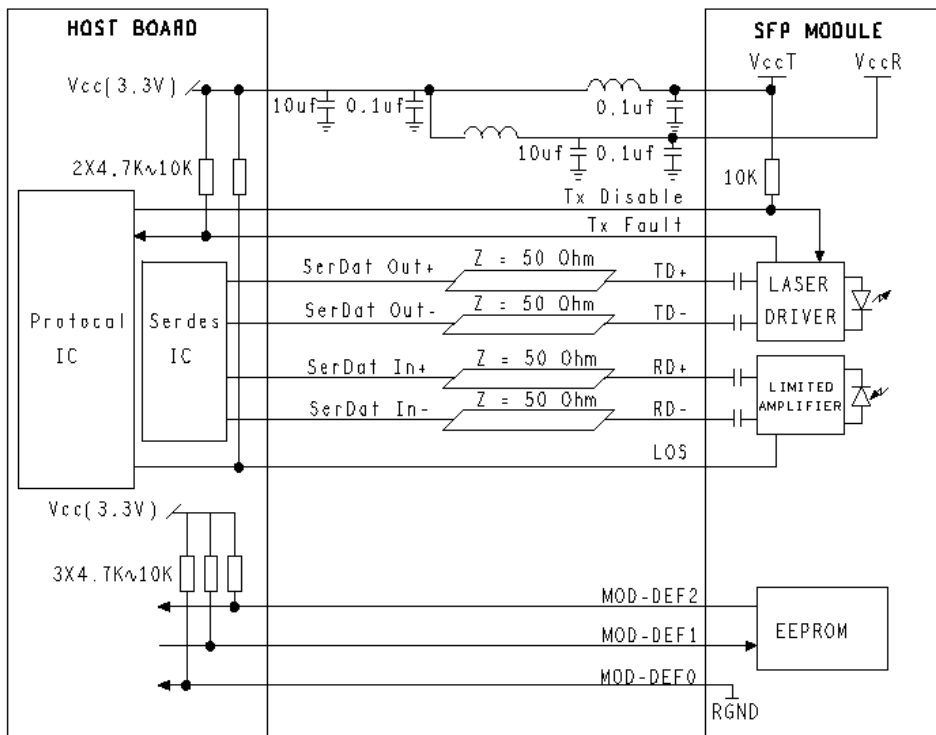 HOST BOARD
SFP MODULE
VccT
VccR
Vcc(3.3V)
10uf
0.1uf
0.1uf
10uf
0.1uf
2X4.7K∿10K
10K
Tx Disable
Tx Fault
SerDat Out+
Z = 50 Ohm
TD+
SerDat Out-
Z = 50 Ohm
TD-
LASER
DRIVER
Protocal
IC
Serdes
IC
SerDat In+
Z = 50 Ohm
RD+
SerDat In-
Z = 50 Ohm
RD-
LIMITED
AMPLIFIER
LOS
Vcc(3.3V)
3X4.7K∿10K
MOD-DEF2
MOD-DEF1
EEPROM
MOD-DEF0
RGND